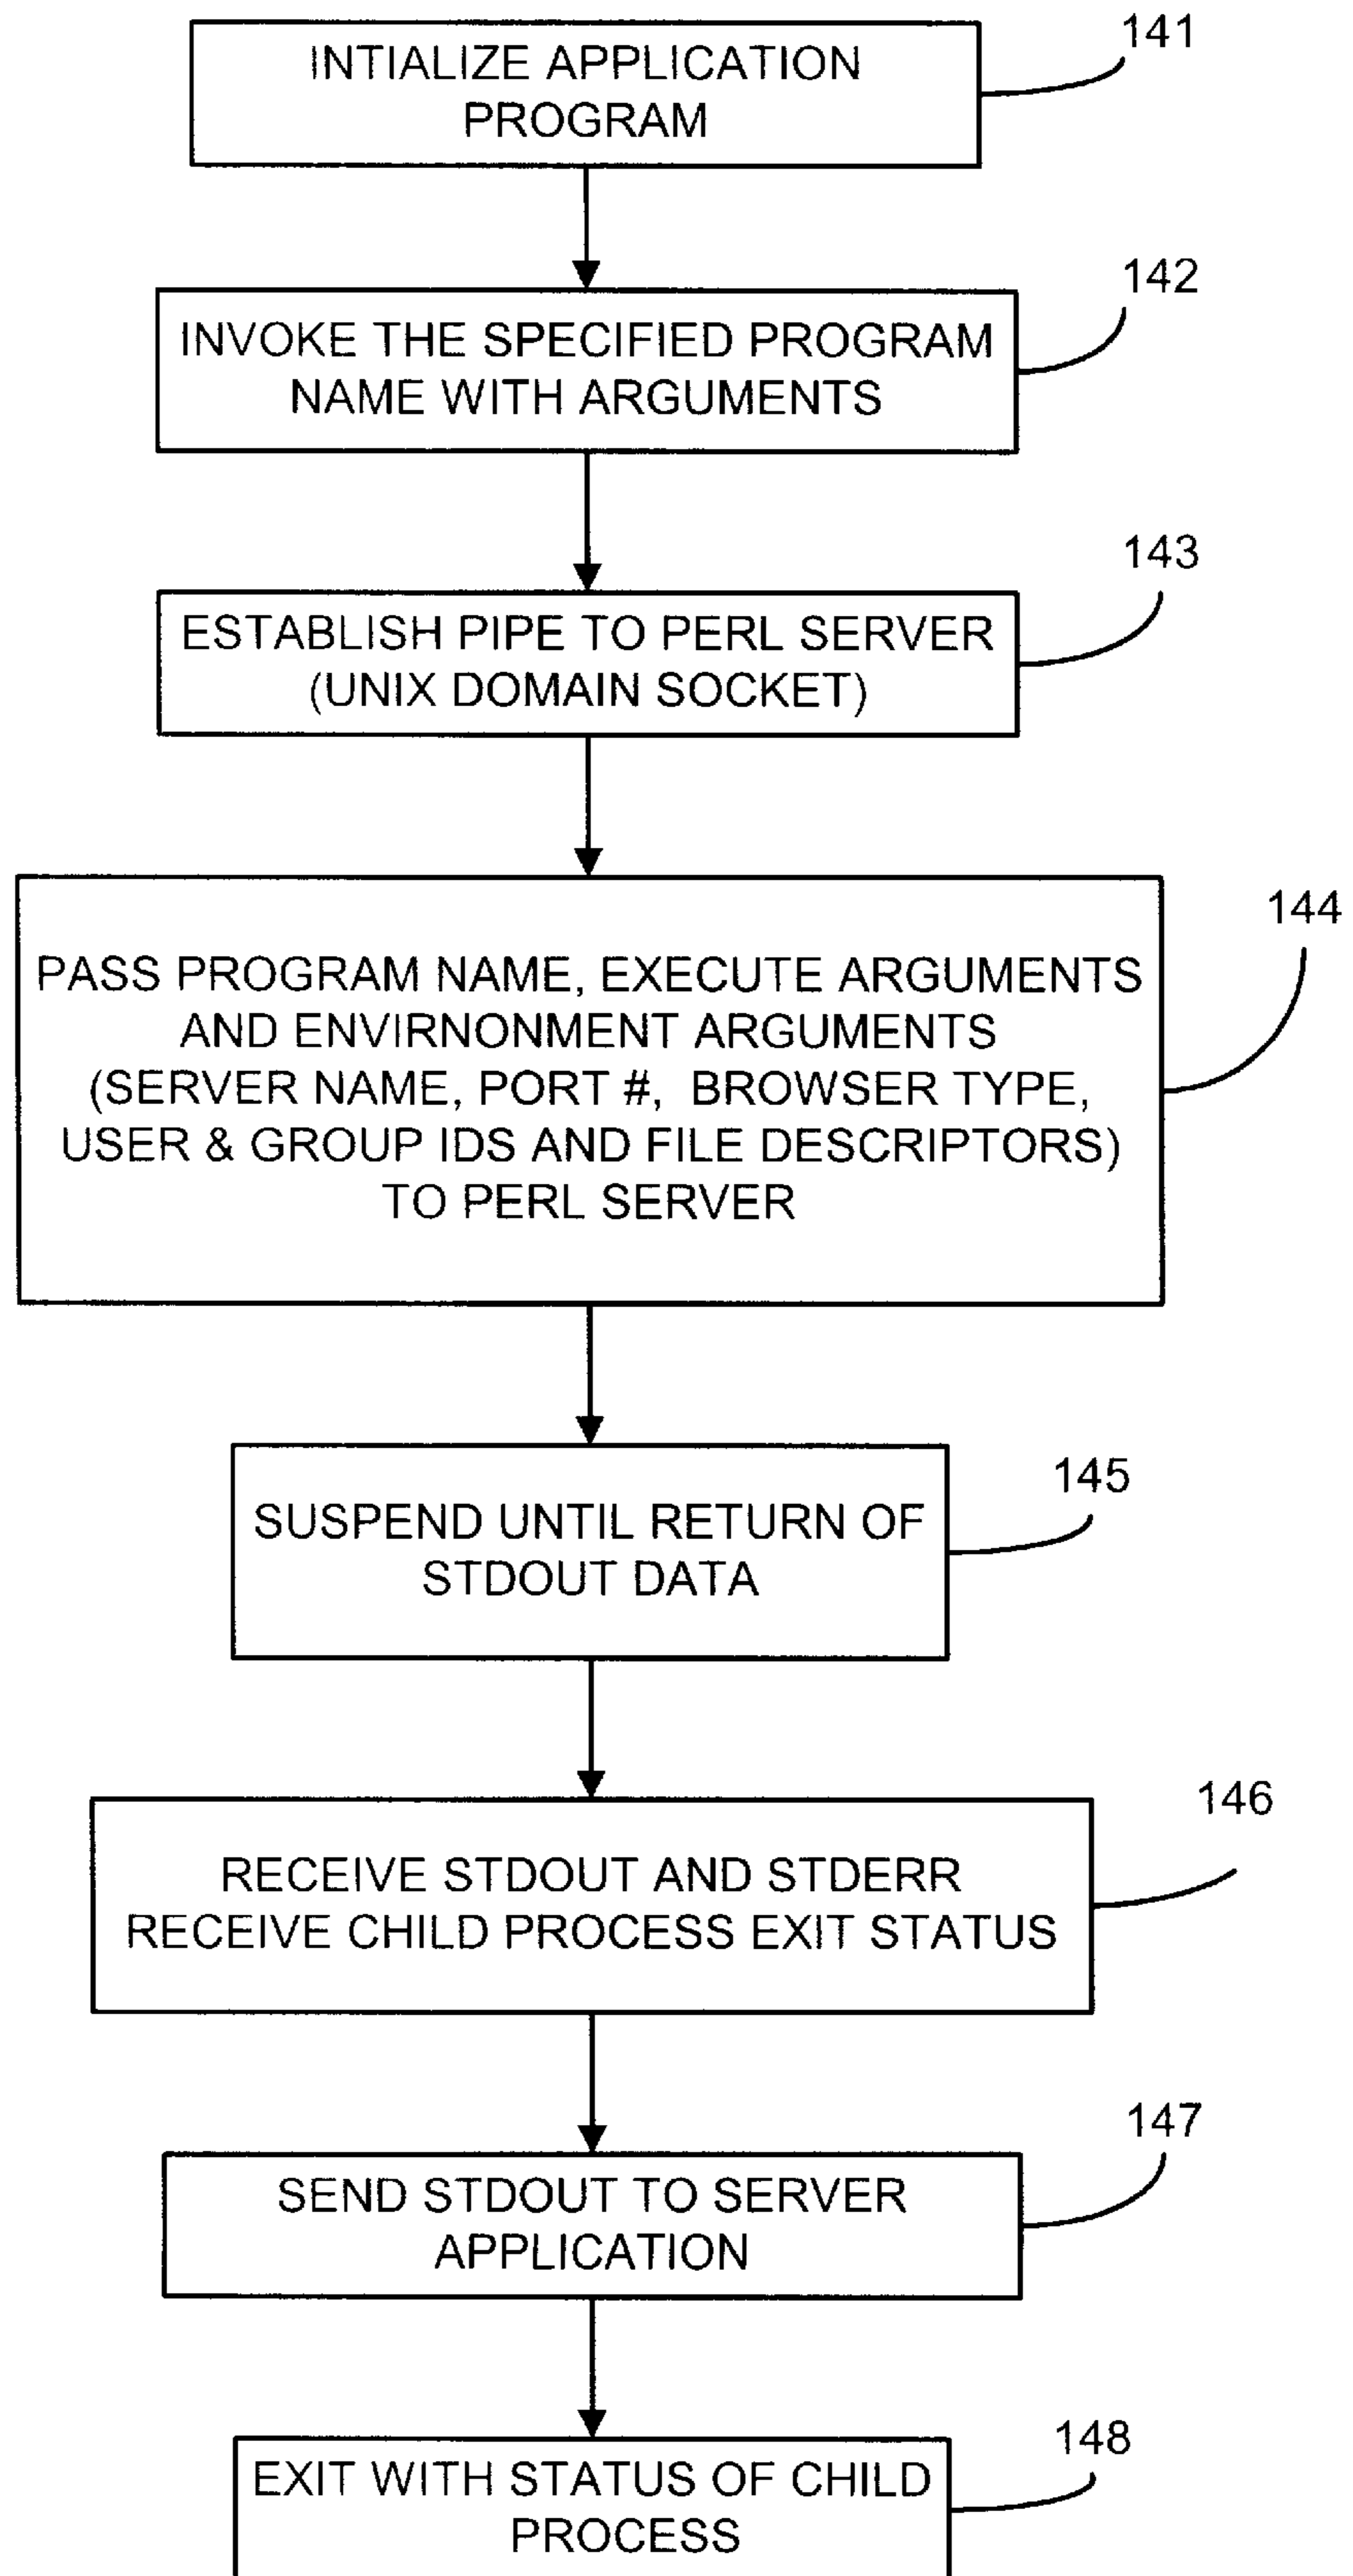 141
INTIALIZE APPLICATION
PROGRAM
142
INVOKE THE SPECIFIED PROGRAM
NAME WITH ARGUMENTS
143
ESTABLISH PIPE TO PERL SERVER
(UNIX DOMAIN SOCKET)
144
PASS PROGRAM NAME, EXECUTE ARGUMENTS
AND ENVIRNONMENT ARGUMENTS
(SERVER NAME, PORT #, BROWSER TYPE,
USER & GROUP IDS AND FILE DESCRIPTORS)
TO PERL SERVER
145
SUSPEND UNTIL RETURN OF
STDOUT DATA
146
RECEIVE STDOUT AND STDERR
RECEIVE CHILD PROCESS EXIT STATUS
147
SEND STDOUT TO SERVER
APPLICATION
148
EXIT WITH STATUS OF CHILD
PROCESS